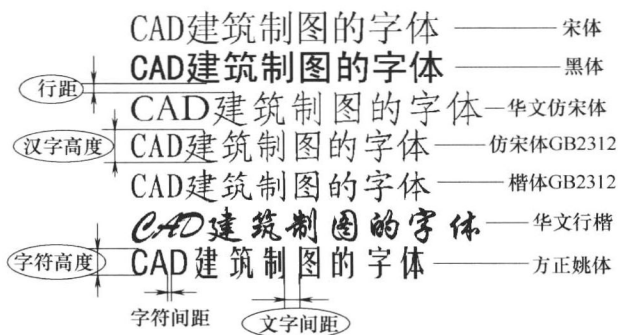 CAD建筑制图的字体 宋体
CAD建筑制图的字体 黑体
行距
CAD建筑制图的字体 华文仿宋体
汉字高度 CAD建筑制图的字体 仿宋体GB2312
CAD建筑制图的字体 楷体GB2312
CAD建筑制图的字体 华文行楷
字符高度 CAD建筑制图的字体 方正姚体
字符间距 文字间距